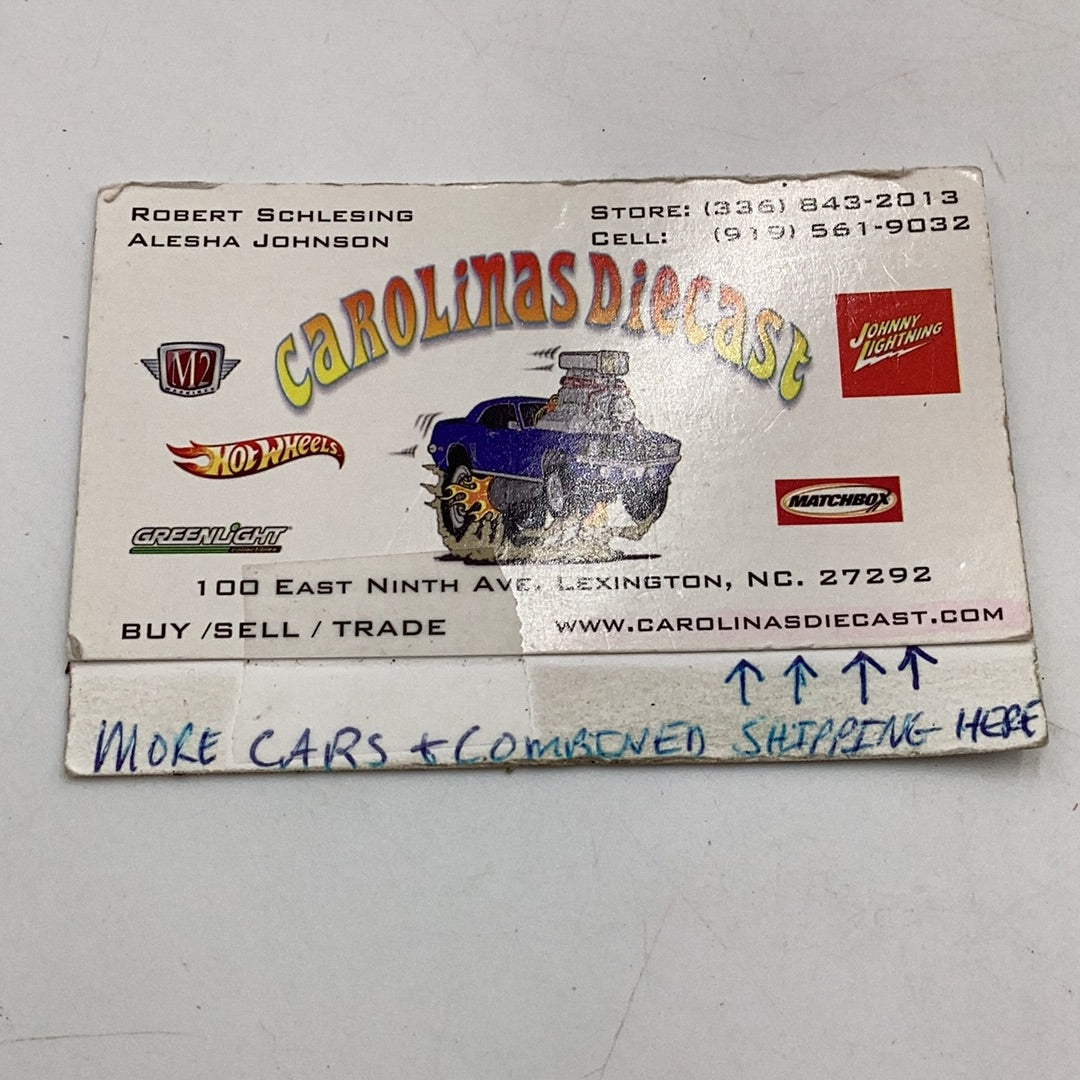 ROBERT SCHLESING
ALESHA JOHNSON
STORE: (336) 843-2013
CELL: (919) 561-9032
CAROLINAS DIECAST
M2
JOHNNY
LIGHTNING
HOT WHEELS
MATCHBOX
GREENLIGHT
collectibles
100 EAST NINTH AVE. LEXINGTON, NC. 27292
BUY /SELL / TRADE
WWW.CAROLINASDIECAST.COM
MORE CARS + COMBINED SHIPPING HERE